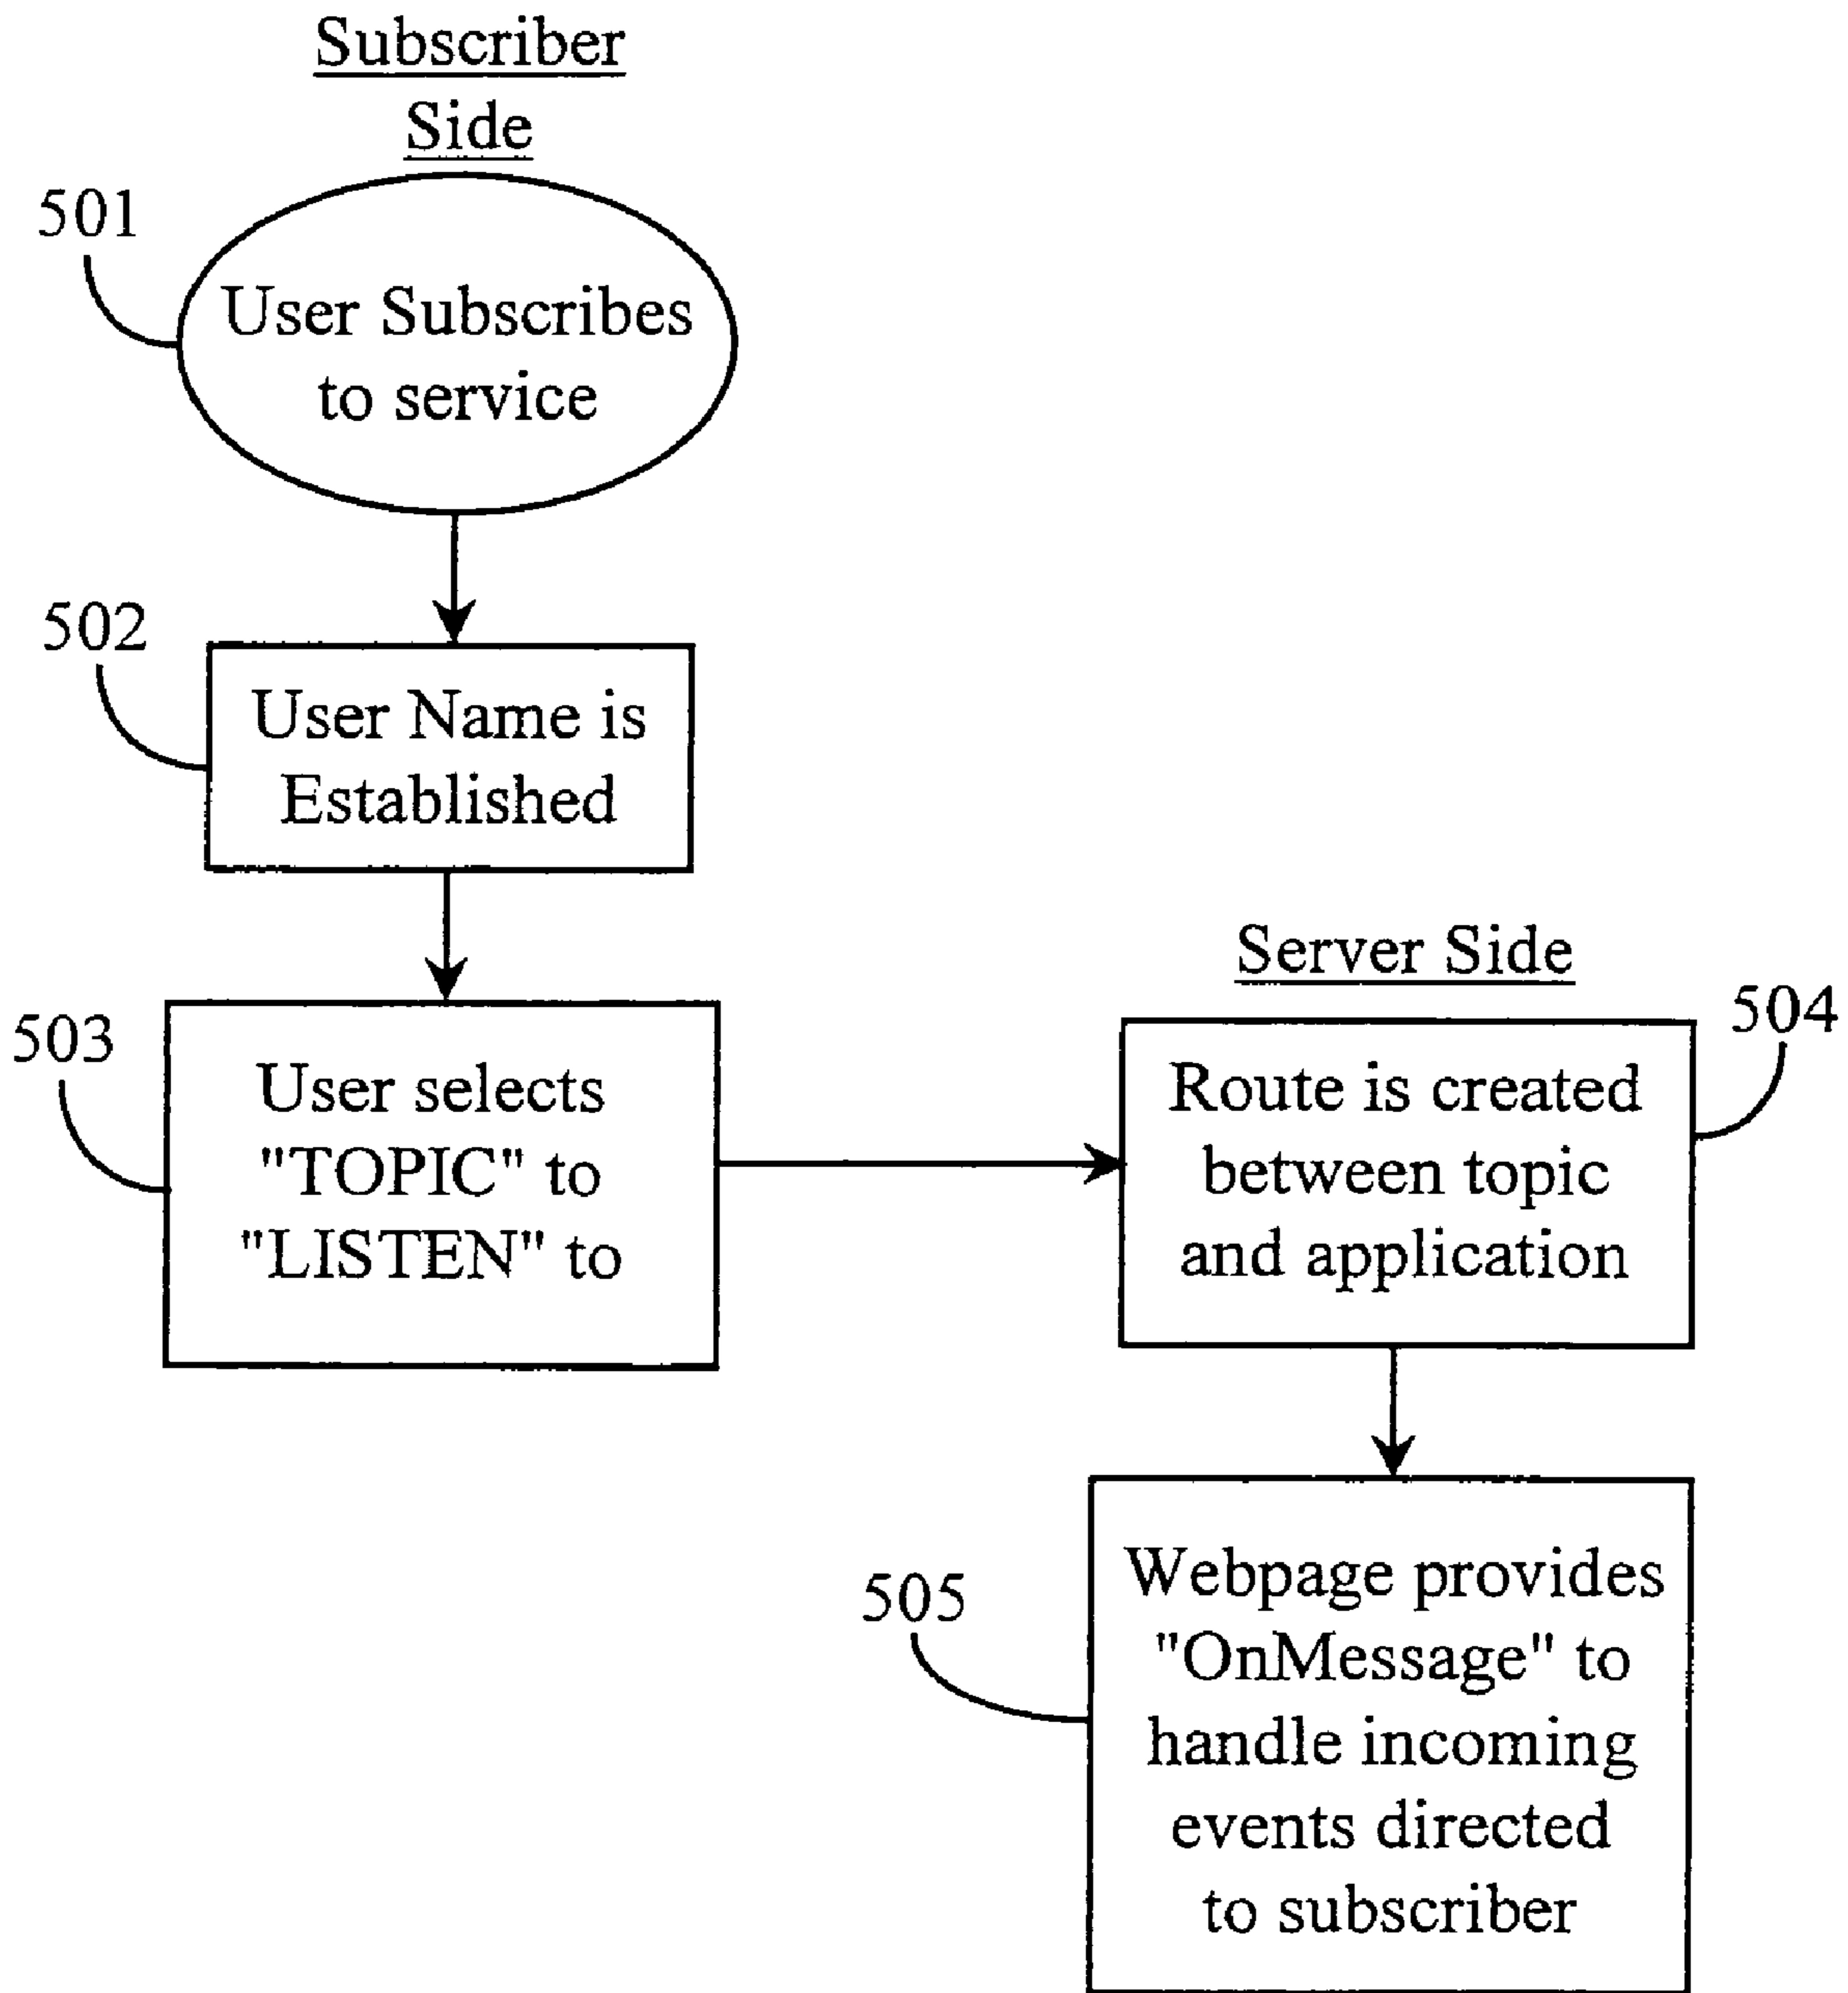 Subscriber
Side
501
User Subscribes
to service
502
User Name is
Established
503
User selects
"TOPIC" to
"LISTEN" to
Server Side
504
Route is created
between topic
and application
505
Webpage provides
"OnMessage" to
handle incoming
events directed
to subscriber